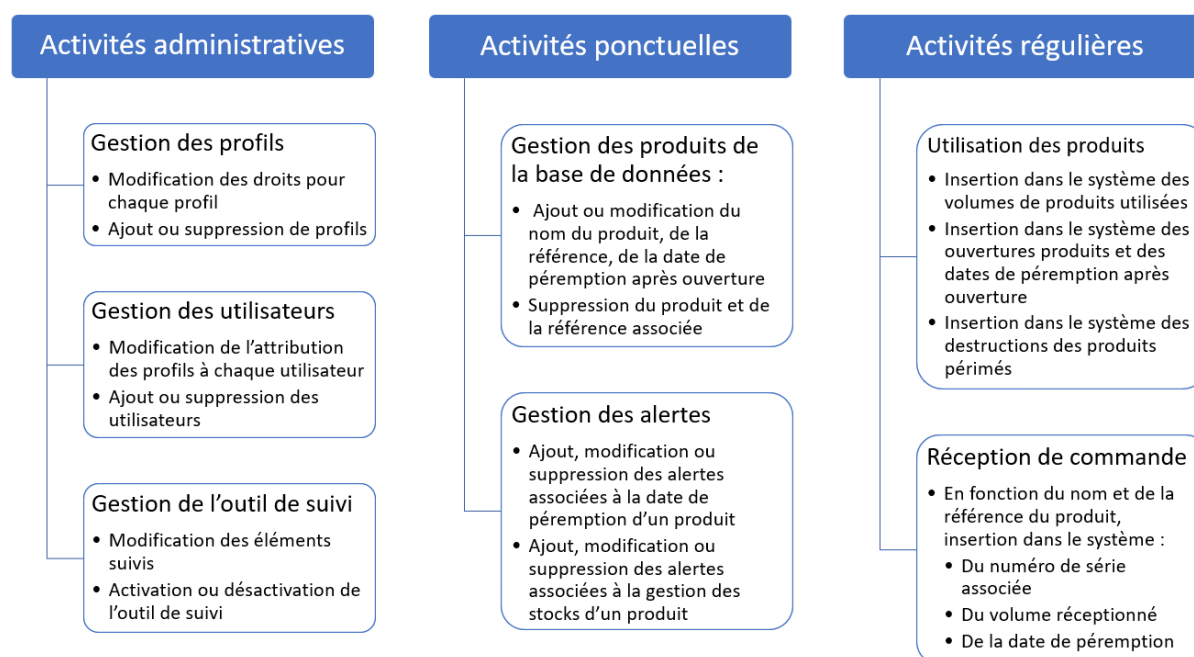 Activités administratives
Gestion des profils
• Modification des droits pour
chaque profil
• Ajout ou suppression de profils
Gestion des utilisateurs
• Modification de l'attribution
des profils à chaque utilisateur
• Ajout ou suppression des
utilisateurs
Gestion de l'outil de suivi
• Modification des éléments
suivis
• Activation ou désactivation de
l'outil de suivi
Activités ponctuelles
Gestion des produits de
la base de données :
• Ajout ou modification du
nom du produit, de la
référence, de la date de
péremption après ouverture
• Suppression du produit et de
la référence associée
Gestion des alertes
• Ajout, modification ou
suppression des alertes
associées à la date de
péremption d'un produit
• Ajout, modification ou
suppression des alertes
associées à la gestion des
stocks d'un produit
Activités régulières
Utilisation des produits
• Insertion dans le système des
volumes de produits utilisées
• Insertion dans le système des
ouvertures produits et des
dates de péremption après
ouverture
• Insertion dans le système des
destructions des produits
périmés
Réception de commande
• En fonction du nom et de la
référence du produit,
insertion dans le système :
• Du numéro de série
associée
• Du volume réceptionné
• De la date de péremption